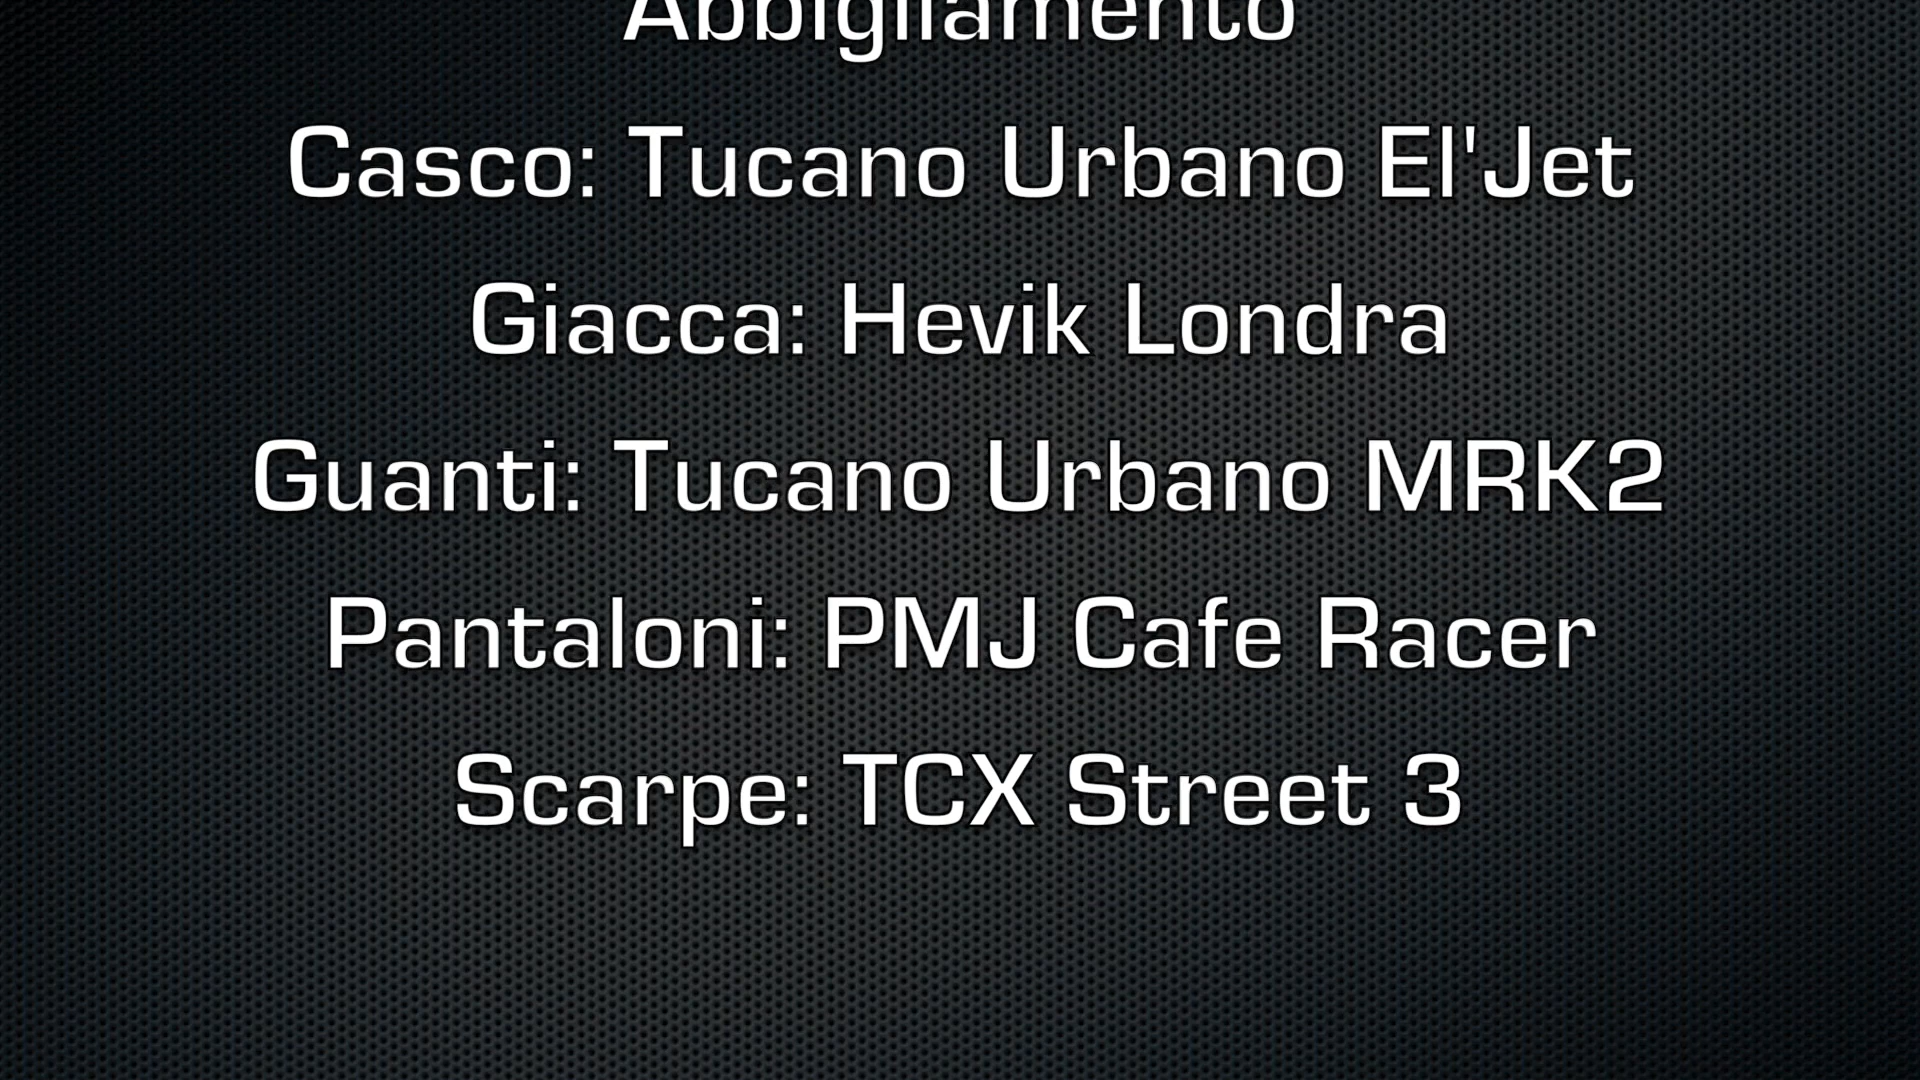 Abbigliamento
Casco: Tucano Urbano El'Jet
Giacca: Hevik Londra
Guanti: Tucano Urbano MRK2
Pantaloni: PMJ Cafe Racer
Scarpe: TCX Street 3